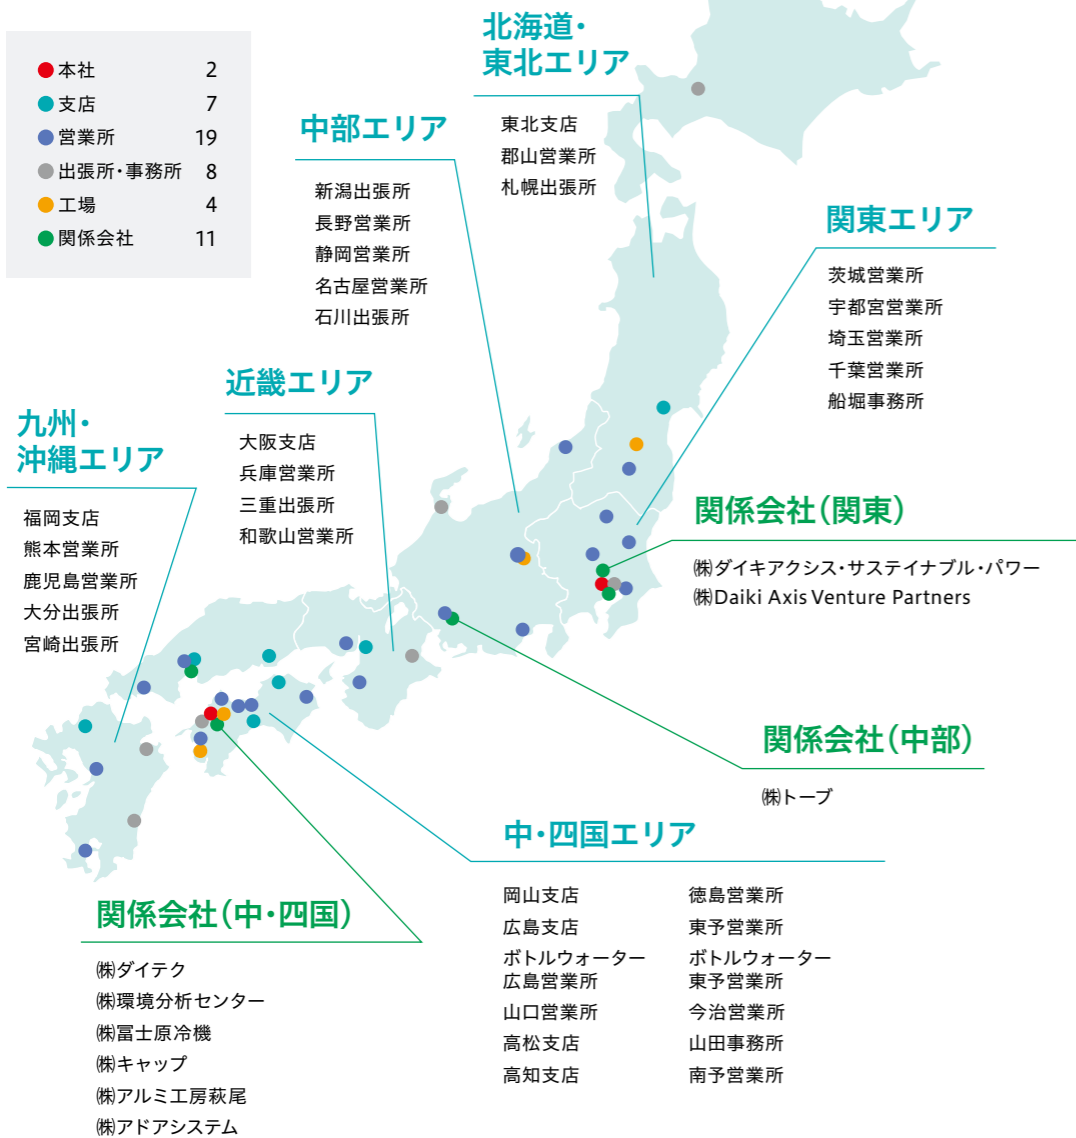 本社 2
支店 7
営業所 19
出張所・事務所 8
工場 4
関係会社 11
北海道・
東北エリア
東北支店
郡山営業所
札幌出張所
中部エリア
新潟出張所
長野営業所
静岡営業所
名古屋営業所
石川出張所
関東エリア
茨城営業所
宇都宮営業所
埼玉営業所
千葉営業所
船堀事務所
近畿エリア
大阪支店
兵庫営業所
三重出張所
和歌山営業所
九州・
沖縄エリア
福岡支店
熊本営業所
鹿児島営業所
大分出張所
宮崎出張所
関係会社(関東)
㈱ダイキアクシス・サステイナブル・パワー
㈱Daiki Axis Venture Partners
関係会社(中部)
㈱トーブ
中・四国エリア
岡山支店
広島支店
ボトルウォーター
広島営業所
山口営業所
高松支店
高知支店
徳島営業所
東予営業所
ボトルウォーター
東予営業所
今治営業所
山田事務所
南予営業所
関係会社(中・四国)
㈱ダイテク
㈱環境分析センター
㈱冨士原冷機
㈱キャップ
㈱アルミ工房萩尾
㈱アドアシステム